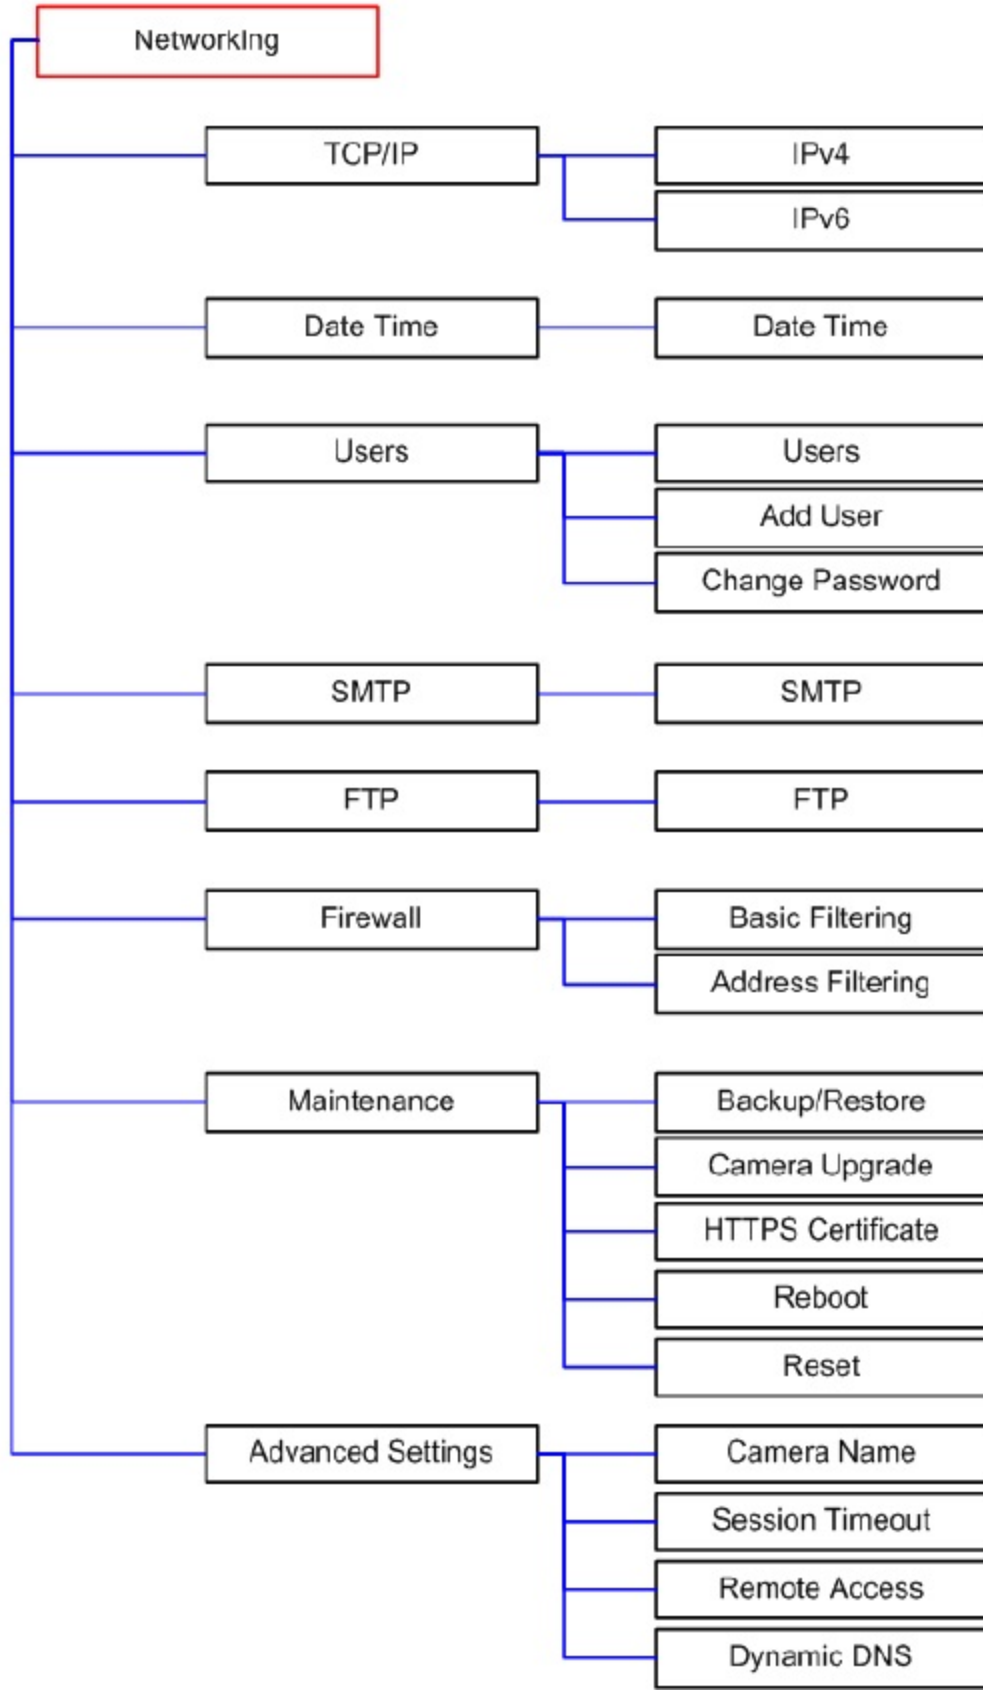 Networking
TCP/IP
IPv4
IPv6
Date Time
Date Time
Users
Users
Add User
Change Password
SMTP
SMTP
FTP
FTP
Firewall
Basic Filtering
Address Filtering
Maintenance
Backup/Restore
Camera Upgrade
HTTPS Certificate
Reboot
Reset
Advanced Settings
Camera Name
Session Timeout
Remote Access
Dynamic DNS